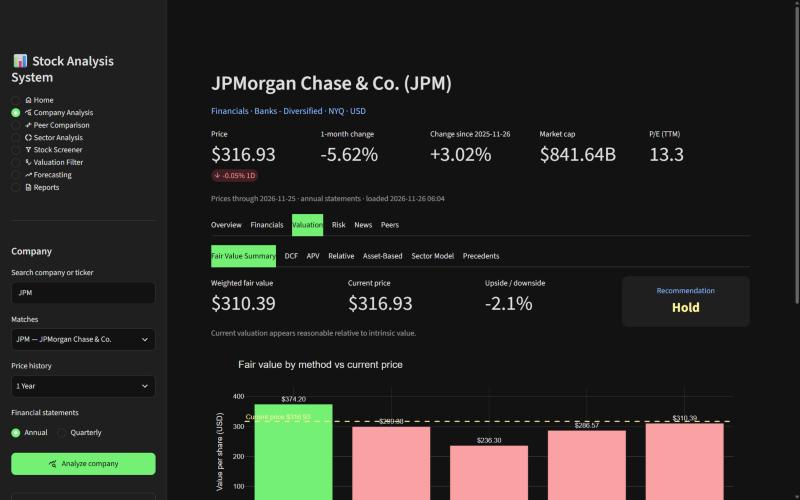 Stock Analysis
System
Home
Company Analysis
Peer Comparison
Sector Analysis
Stock Screener
Valuation Filter
Forecasting
Reports
Company
Search company or ticker
JPM
Matches
JPM — JPMorgan Chase & Co.
Price history
1 Year
Financial statements
Annual Quarterly
Analyze company
JPMorgan Chase & Co. (JPM)
Financials · Banks - Diversified · NYQ · USD
Price 1-month change Change since 2025-11-26 Market cap P/E (TTM)
$316.93 -5.62% +3.02% $841.64B 13.3
↓ -0.05% 1D
Prices through 2026-11-25 · annual statements · loaded 2026-11-26 06:04
Overview Financials Valuation Risk News Peers
Fair Value Summary DCF APV Relative Asset-Based Sector Model Precedents
Weighted fair value Current price Upside / downside
$310.39 $316.93 -2.1%
Recommendation
Hold
Current valuation appears reasonable relative to intrinsic value.
Fair value by method vs current price
Value per share (USD)
400
300
200
100
$374.20
Current price $316.93
$236.30
$286.57
$310.39